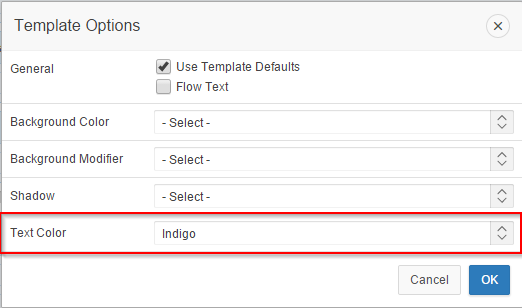 Template Options
General
Use Template Defaults
Flow Text
Background Color - Select -
Background Modifier - Select -
Shadow - Select -
Text Color Indigo
Cancel OK